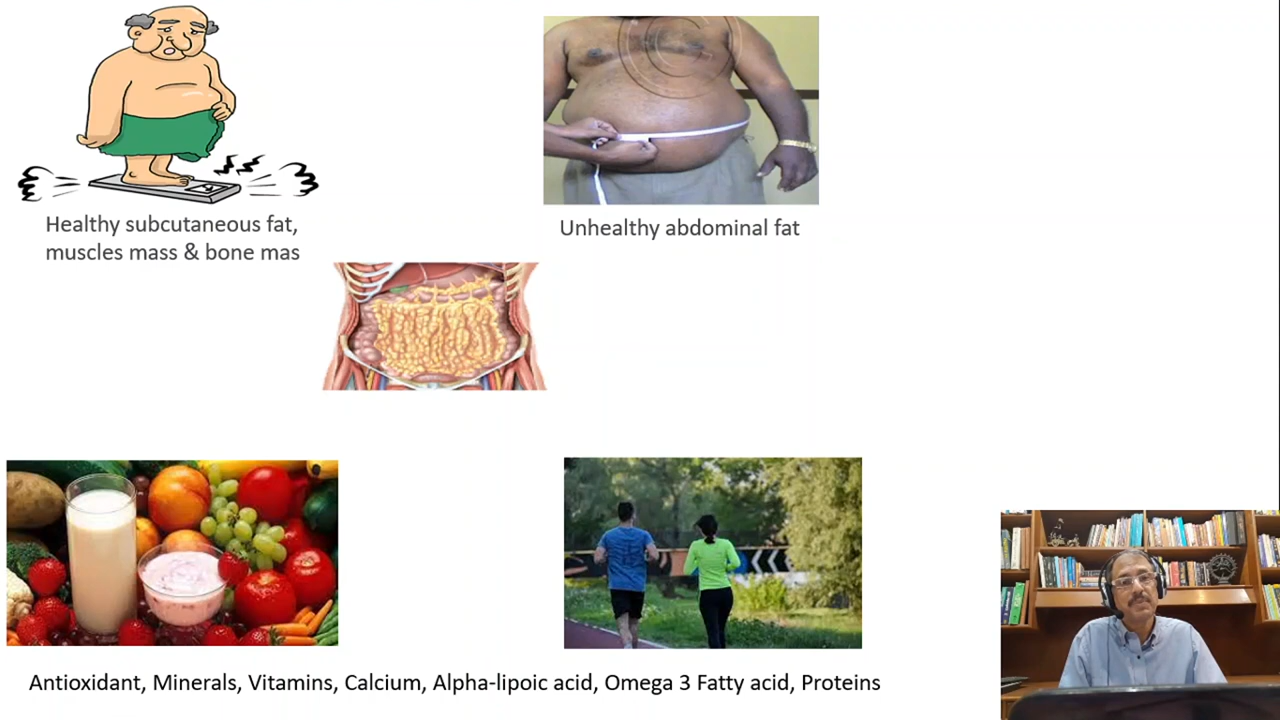 Healthy subcutaneous fat,
muscles mass & bone mas
Unhealthy abdominal fat
Antioxidant, Minerals, Vitamins, Calcium, Alpha-lipoic acid, Omega 3 Fatty acid, Proteins